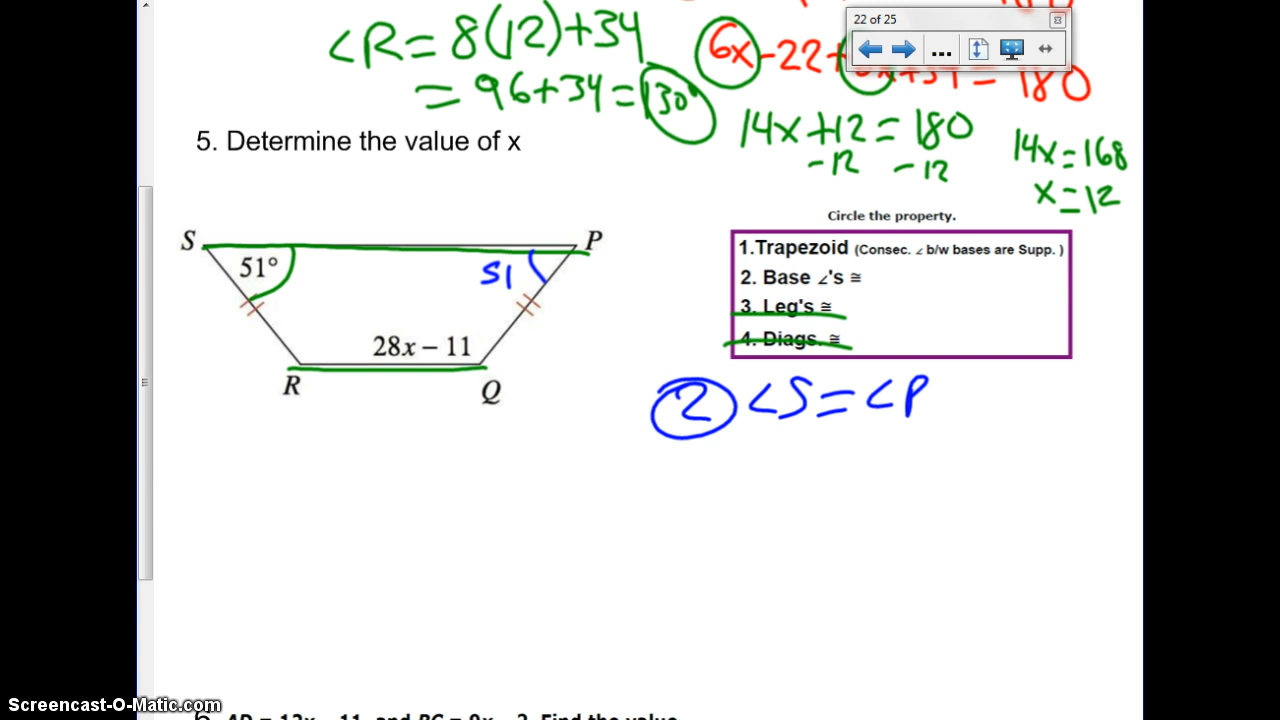 ∠R = 8(12)+34
= 96+34 = 130°
22 of 25
6x -22+
= 180
14x +12 = 180
-12 -12
14x = 168
x = 12
5. Determine the value of x
S
P
51°
51
28x – 11
R
Q
Circle the property.
1.Trapezoid (Consec. ∠ b/w bases are Supp. )
2. Base ∠'s ≅
3. Leg's ≅
4. Diags. ≅
2 ∠S = ∠P
Screencast-O-Matic.com